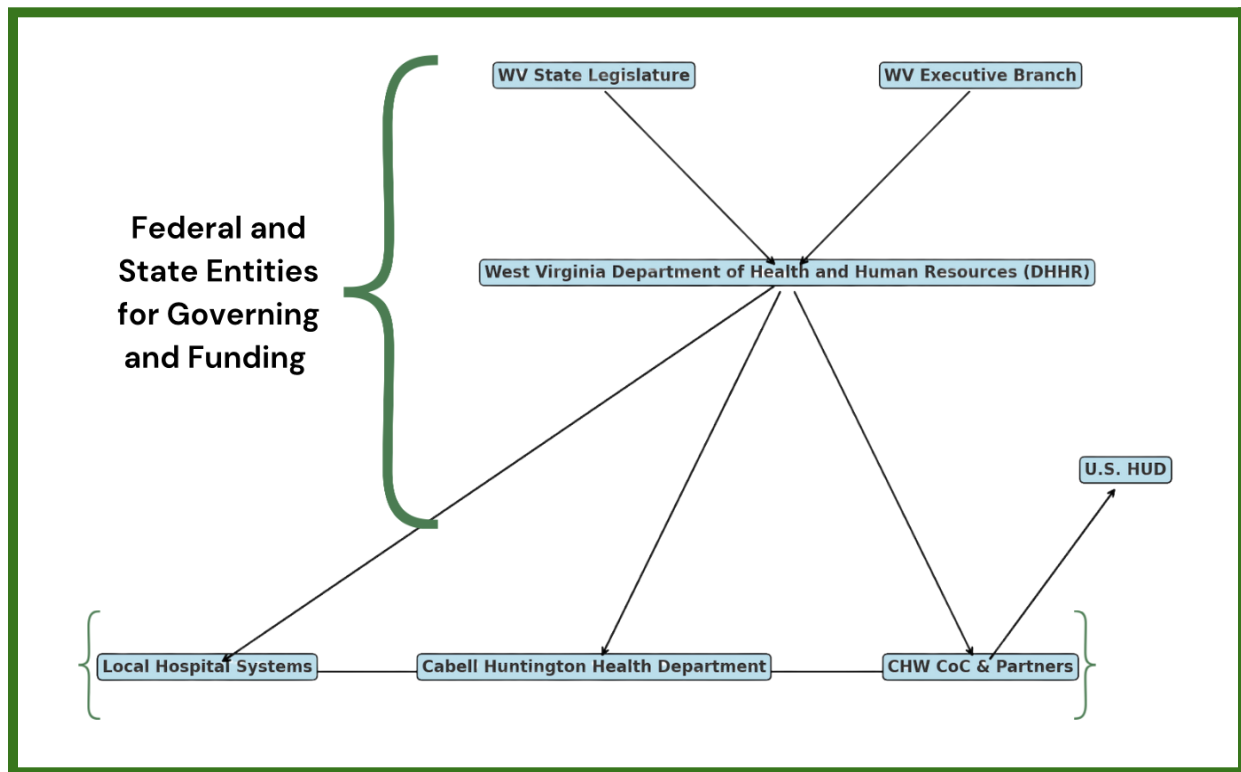 WV State Legislature
WV Executive Branch
Federal and
State Entities
for Governing
and Funding
West Virginia Department of Health and Human Resources (DHHR)
U.S. HUD
Local Hospital Systems
Cabell Huntington Health Department
CHW CoC & Partners